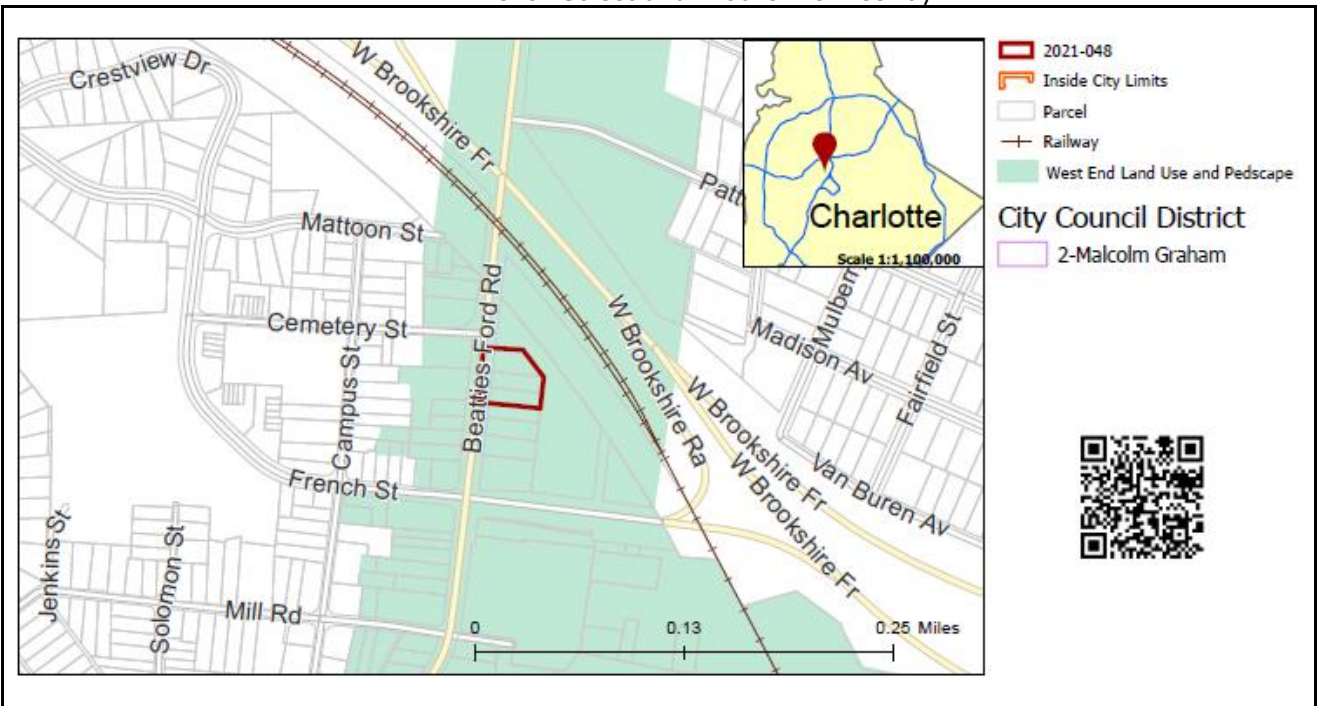 Crestview Dr
W Brookshire Fr
Mattoon St
Cemetery St
Campus St
Beatties Ford Rd
French St
Jenkins St
Solomon St
Mill Rd
W Brookshire Ra
W Brookshire Fr
W Brookshire Fr
Madison Av
Fairfield St
Van Buren Av
0 0.13 0.25 Miles
Charlotte
Scale 1:1,100,000
2021-048
Inside City Limits
Parcel
Railway
West End Land Use and Pedscape
City Council District
2-Malcolm Graham